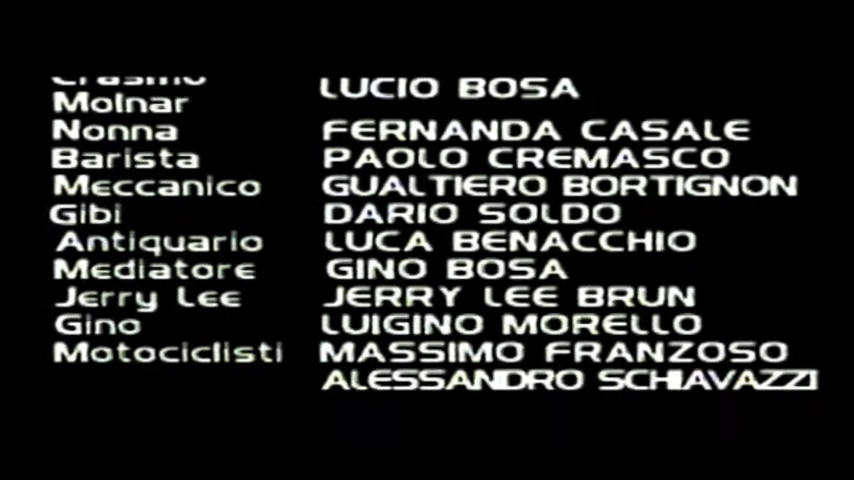 Erasmo LUCIO BOSA
Molnar
Nonna FERNANDA CASALE
Barista PAOLO CREMASCO
Meccanico GUALTIERO BORTIGNON
Gibi DARIO SOLDO
Antiquario LUCA BENACCHIO
Mediatore GINO BOSA
Jerry Lee JERRY LEE BRUN
Gino LUIGINO MORELLO
Motociclisti MASSIMO FRANZOSO
ALESSANDRO SCHIAVAZZI